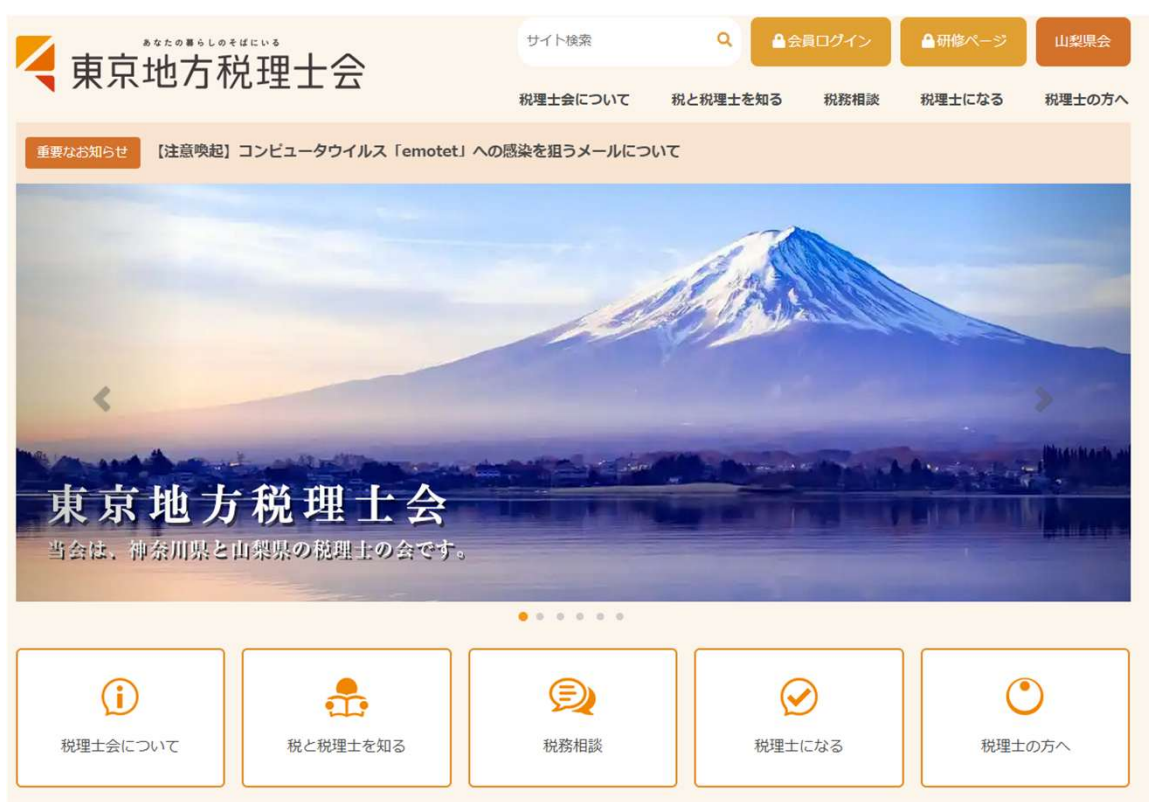 あなたの暮らしのそばにいる
東京地方税理士会
サイト検索
会員ログイン
研修ページ
山梨県会
税理士会について
税と税理士を知る
税務相談
税理士になる
税理士の方へ
重要なお知らせ
【注意喚起】コンピュータウイルス「emotet」への感染を狙うメールについて
東京地方税理士会
当会は、神奈川県と山梨県の税理士の会です。
税理士会について
税と税理士を知る
税務相談
税理士になる
税理士の方へ